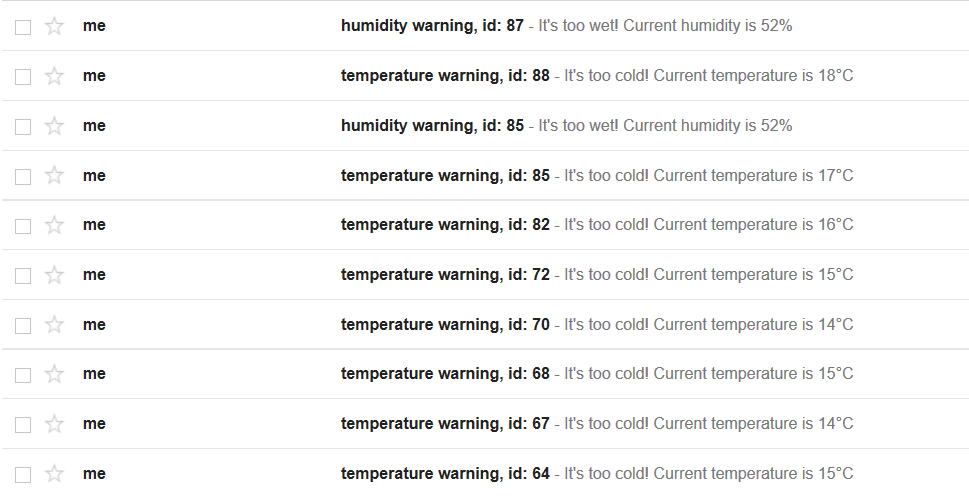 me humidity warning, id: 87 - It's too wet! Current humidity is 52%
me temperature warning, id: 88 - It's too cold! Current temperature is 18°C
me humidity warning, id: 85 - It's too wet! Current humidity is 52%
me temperature warning, id: 85 - It's too cold! Current temperature is 17°C
me temperature warning, id: 82 - It's too cold! Current temperature is 16°C
me temperature warning, id: 72 - It's too cold! Current temperature is 15°C
me temperature warning, id: 70 - It's too cold! Current temperature is 14°C
me temperature warning, id: 68 - It's too cold! Current temperature is 15°C
me temperature warning, id: 67 - It's too cold! Current temperature is 14°C
me temperature warning, id: 64 - It's too cold! Current temperature is 15°C